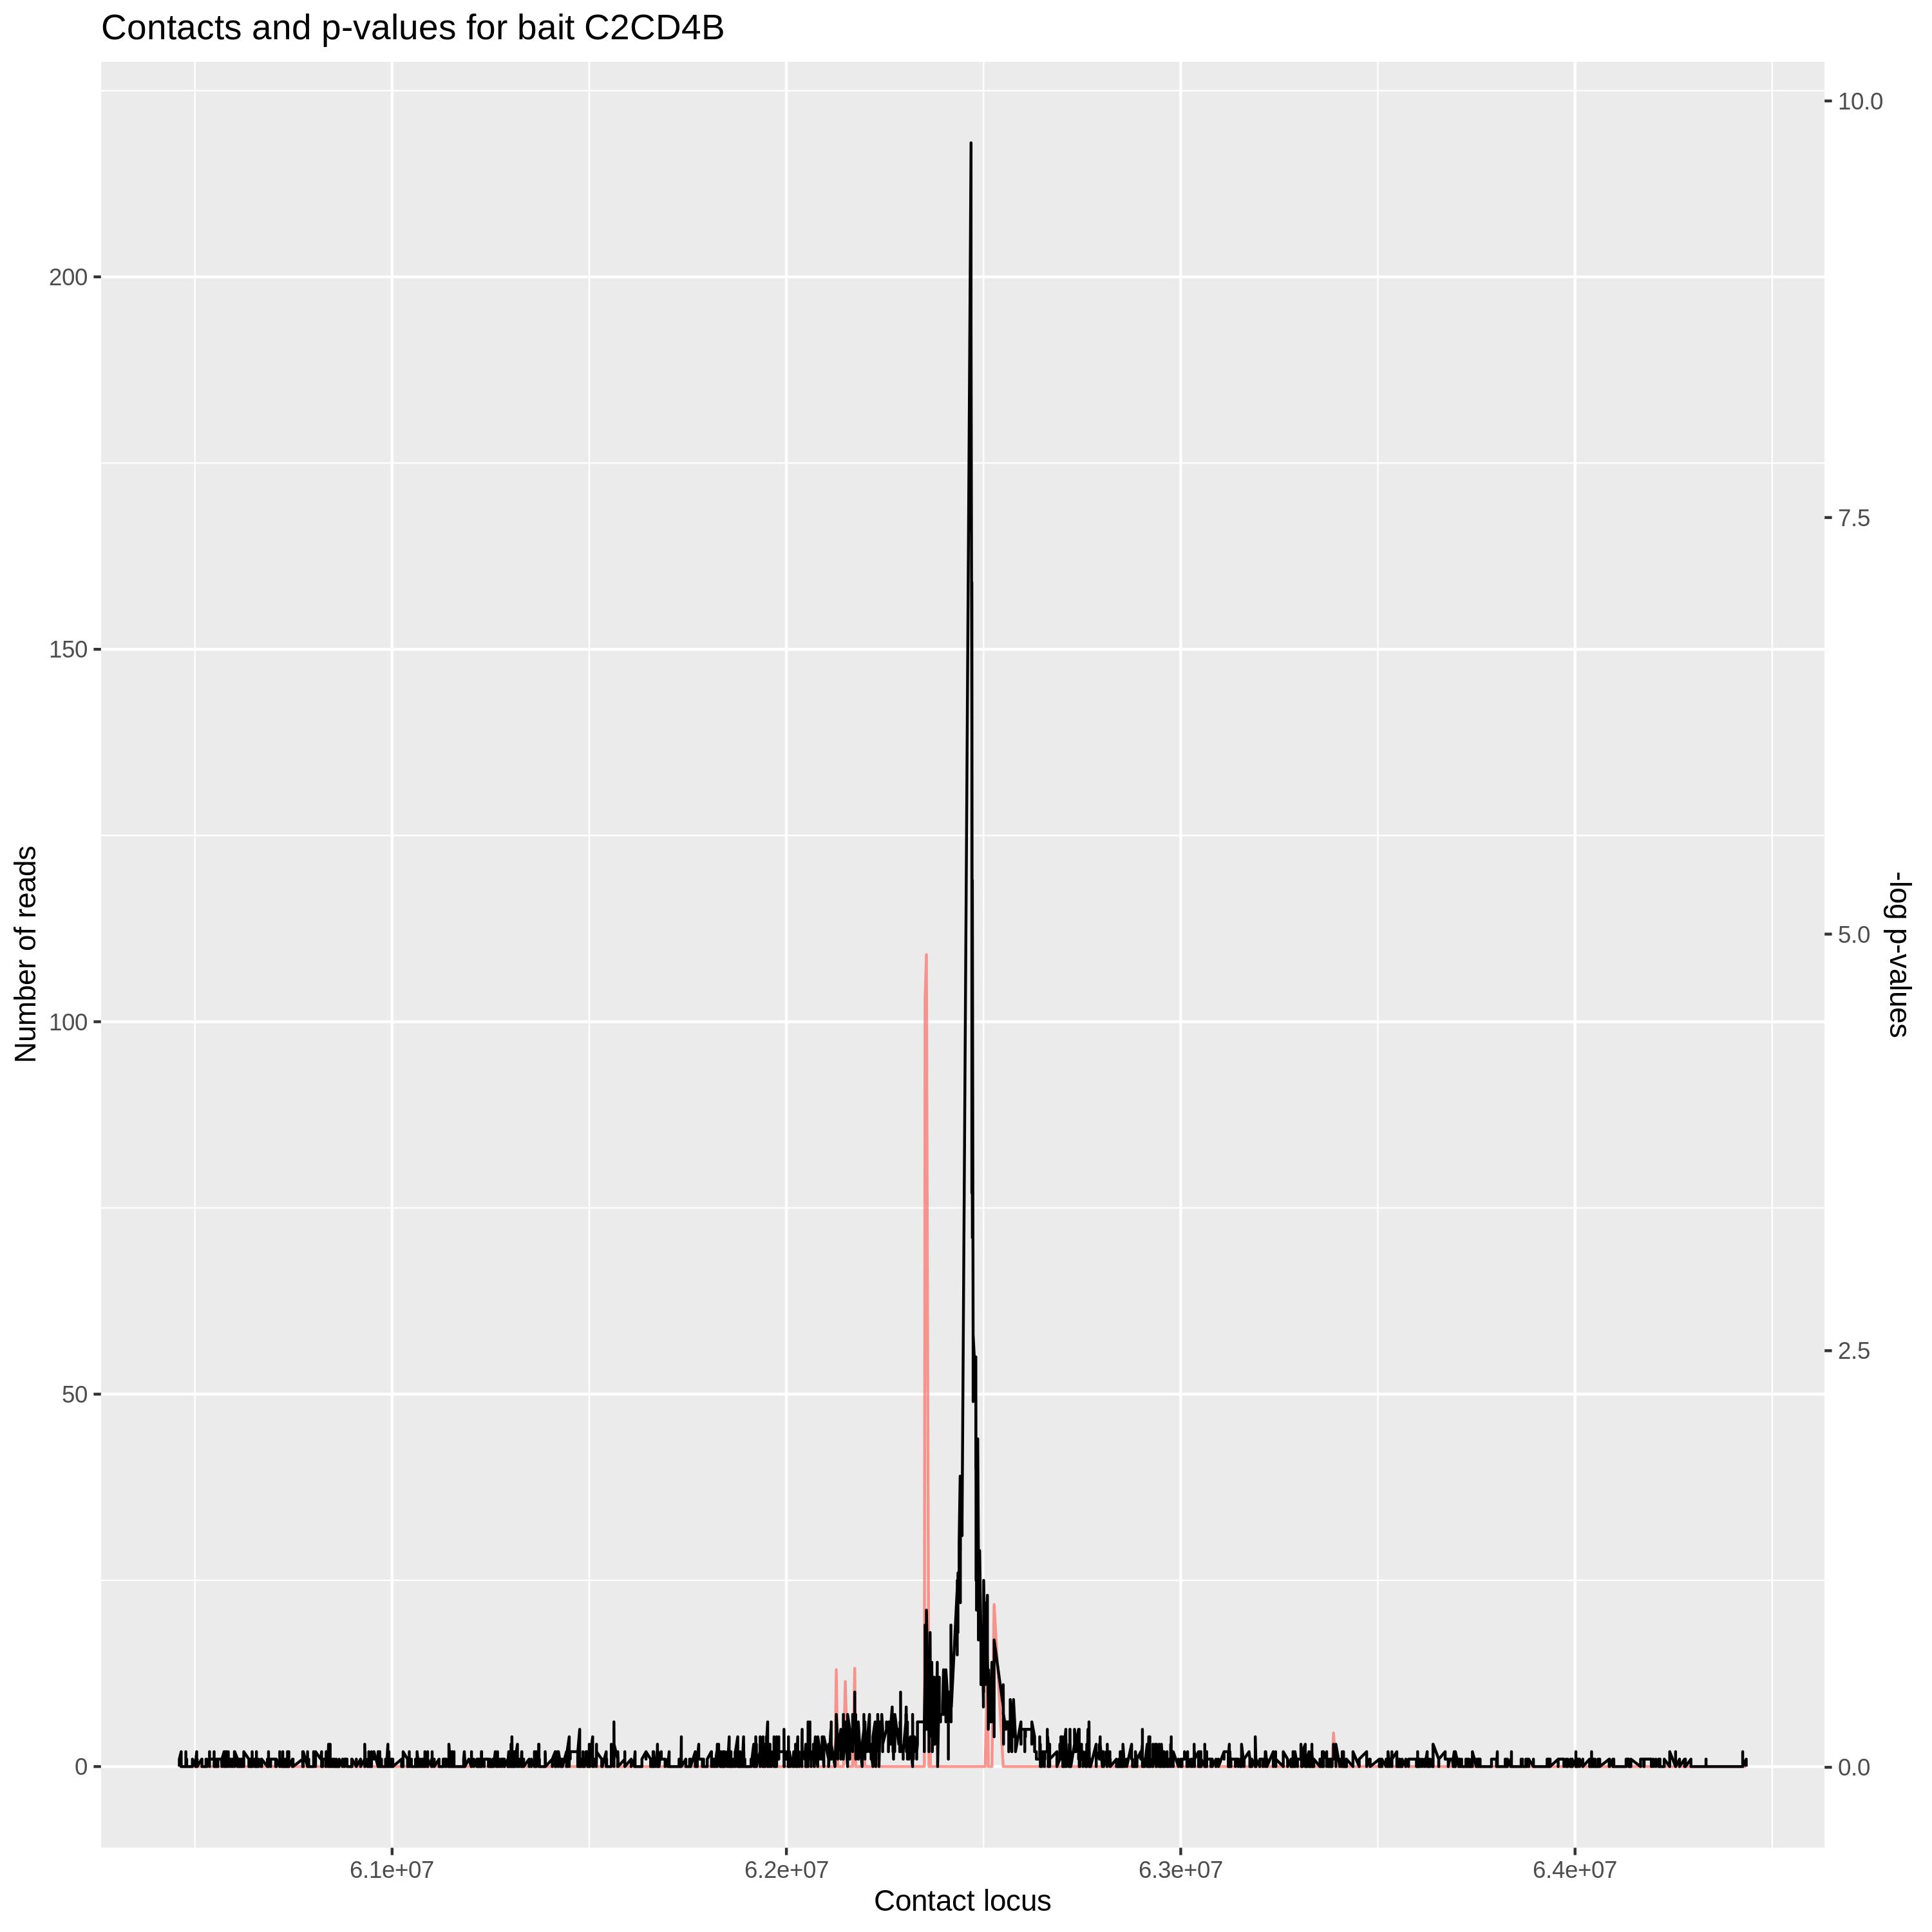 Contacts and p-values for bait C2CD4B
10.0
200
7.5
150
Number of reads
-log p-values
5.0
100
2.5
50
0
0.0
6.1e+07 6.2e+07 6.3e+07 6.4e+07
Contact locus